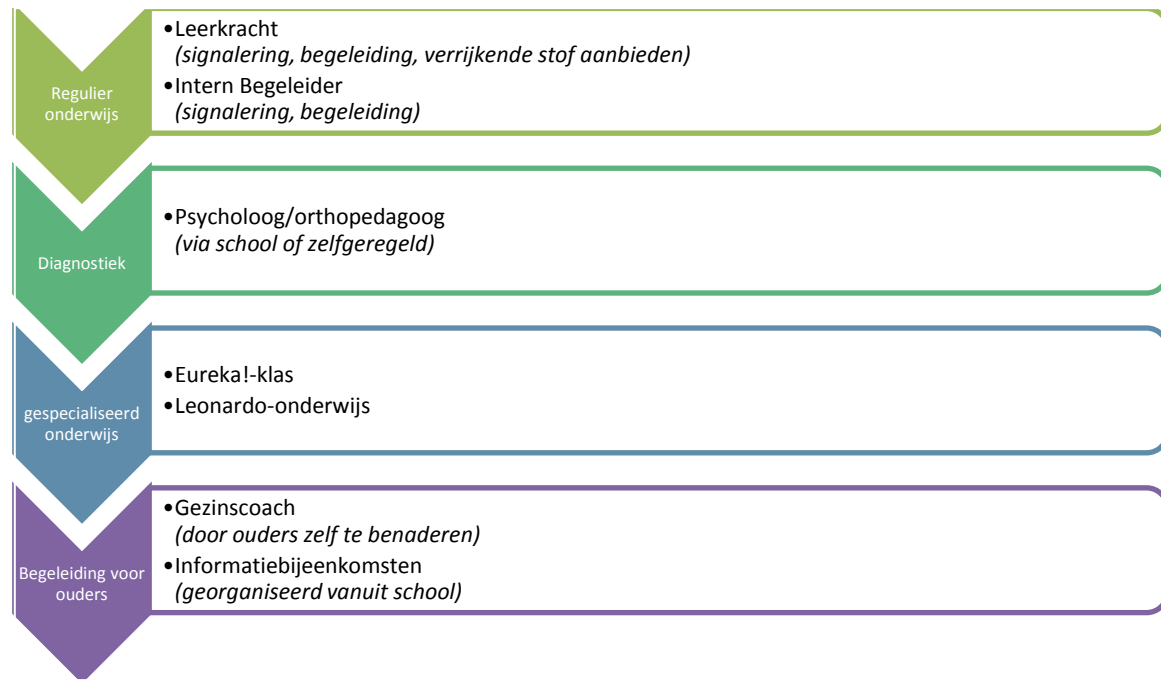 Regulier
onderwijs
•Leerkracht
(signalering, begeleiding, verrijkende stof aanbieden)
•Intern Begeleider
(signalering, begeleiding)
Diagnostiek
•Psycholoog/orthopedagoog
(via school of zelfgeregeld)
gespecialiseerd
onderwijs
•Eureka!-klas
•Leonardo-onderwijs
Begeleiding voor
ouders
•Gezinscoach
(door ouders zelf te benaderen)
•Informatiebijeenkomsten
(georganiseerd vanuit school)